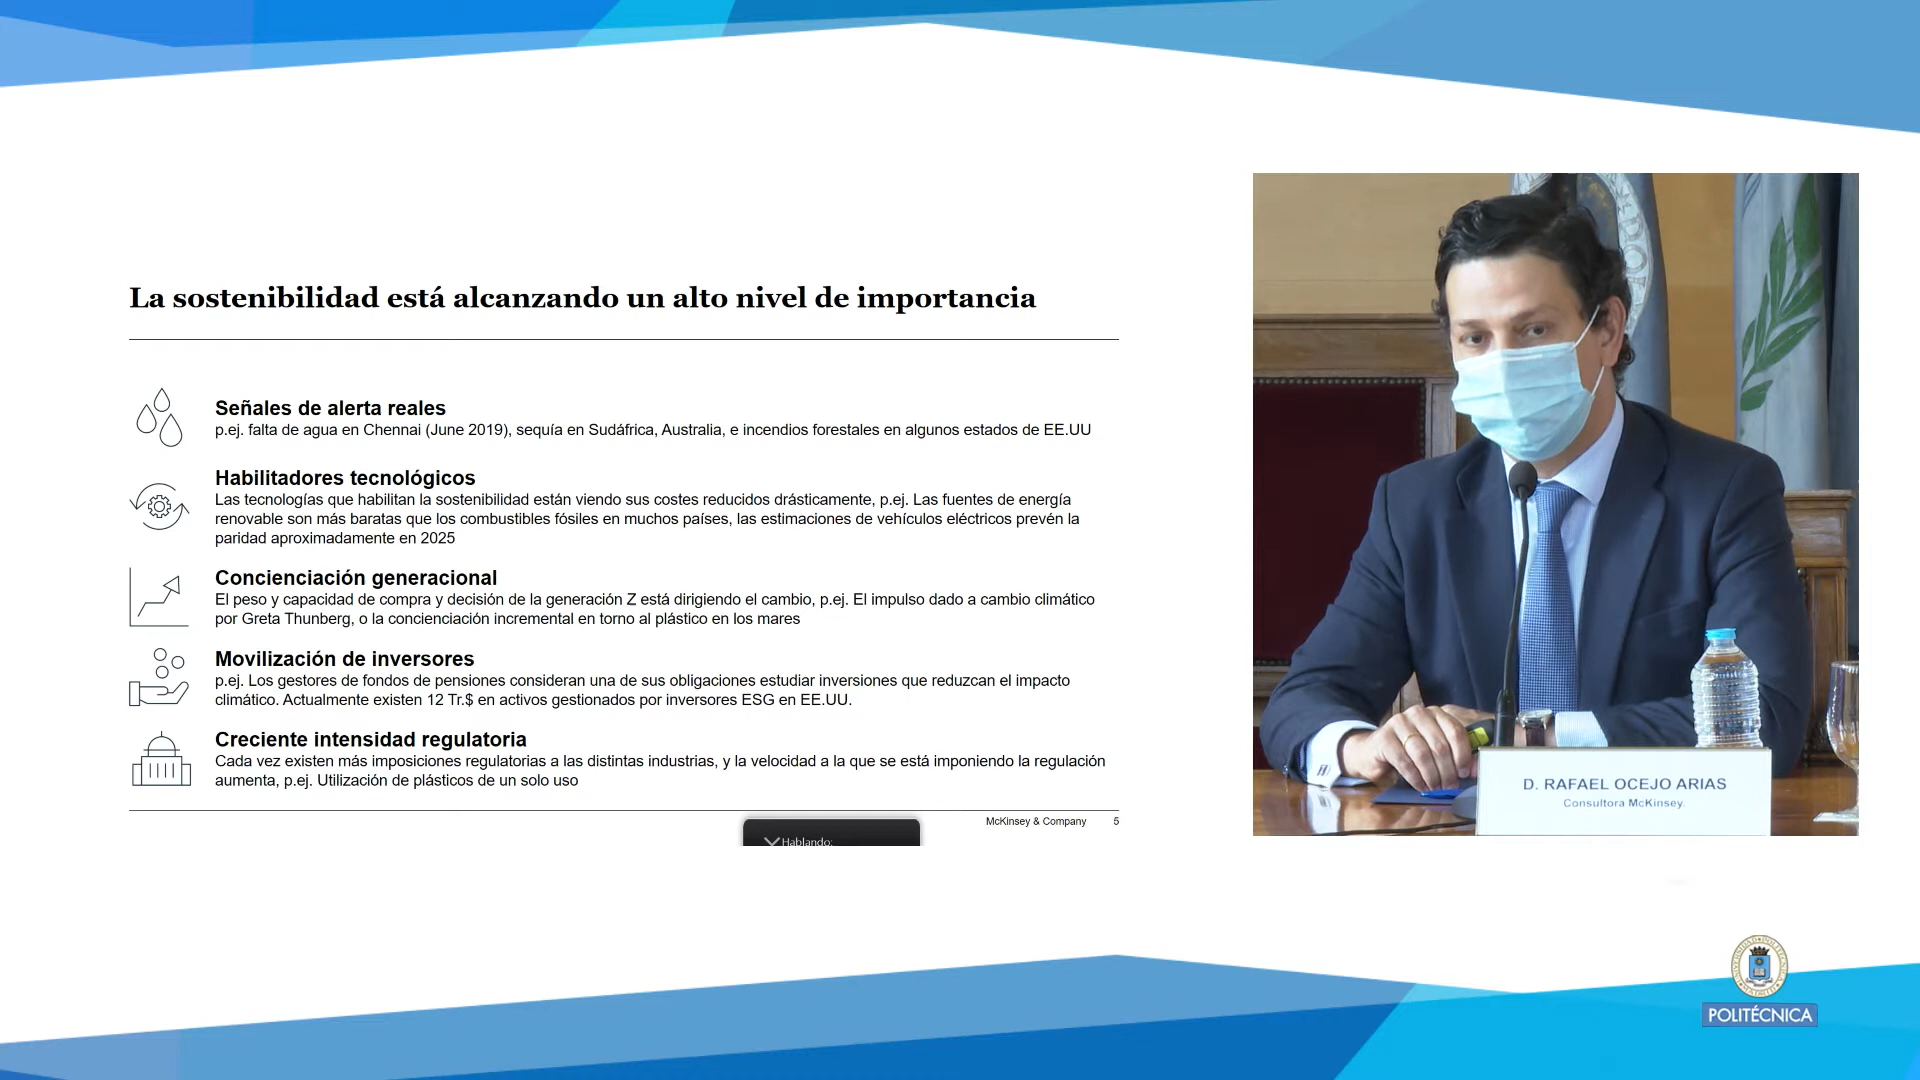 La sostenibilidad está alcanzando un alto nivel de importancia
Señales de alerta reales
p.ej. falta de agua en Chennai (June 2019), sequía en Sudáfrica, Australia, e incendios forestales en algunos estados de EE.UU
Habilitadores tecnológicos
Las tecnologías que habilitan la sostenibilidad están viendo sus costes reducidos drásticamente, p.ej. Las fuentes de energía
renovable son más baratas que los combustibles fósiles en muchos países, las estimaciones de vehículos eléctricos prevén la
paridad aproximadamente en 2025
Concienciación generacional
El peso y capacidad de compra y decisión de la generación Z está dirigiendo el cambio, p.ej. El impulso dado a cambio climático
por Greta Thunberg, o la concienciación incremental en torno al plástico en los mares
Movilización de inversores
p.ej. Los gestores de fondos de pensiones consideran una de sus obligaciones estudiar inversiones que reduzcan el impacto
climático. Actualmente existen 12 Tr.$ en activos gestionados por inversores ESG en EE.UU.
Creciente intensidad regulatoria
Cada vez existen más imposiciones regulatorias a las distintas industrias, y la velocidad a la que se está imponiendo la regulación
aumenta, p.ej. Utilización de plásticos de un solo uso
McKinsey & Company 5
Hablando:
D. RAFAEL OCEJO ARIAS
Consultora McKinsey.
POLITÉCNICA